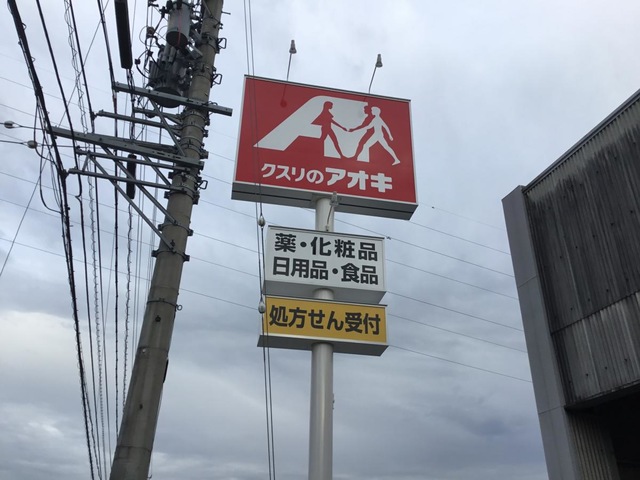 クスリのアオキ
薬・化粧品
日用品・食品
処方せん受付